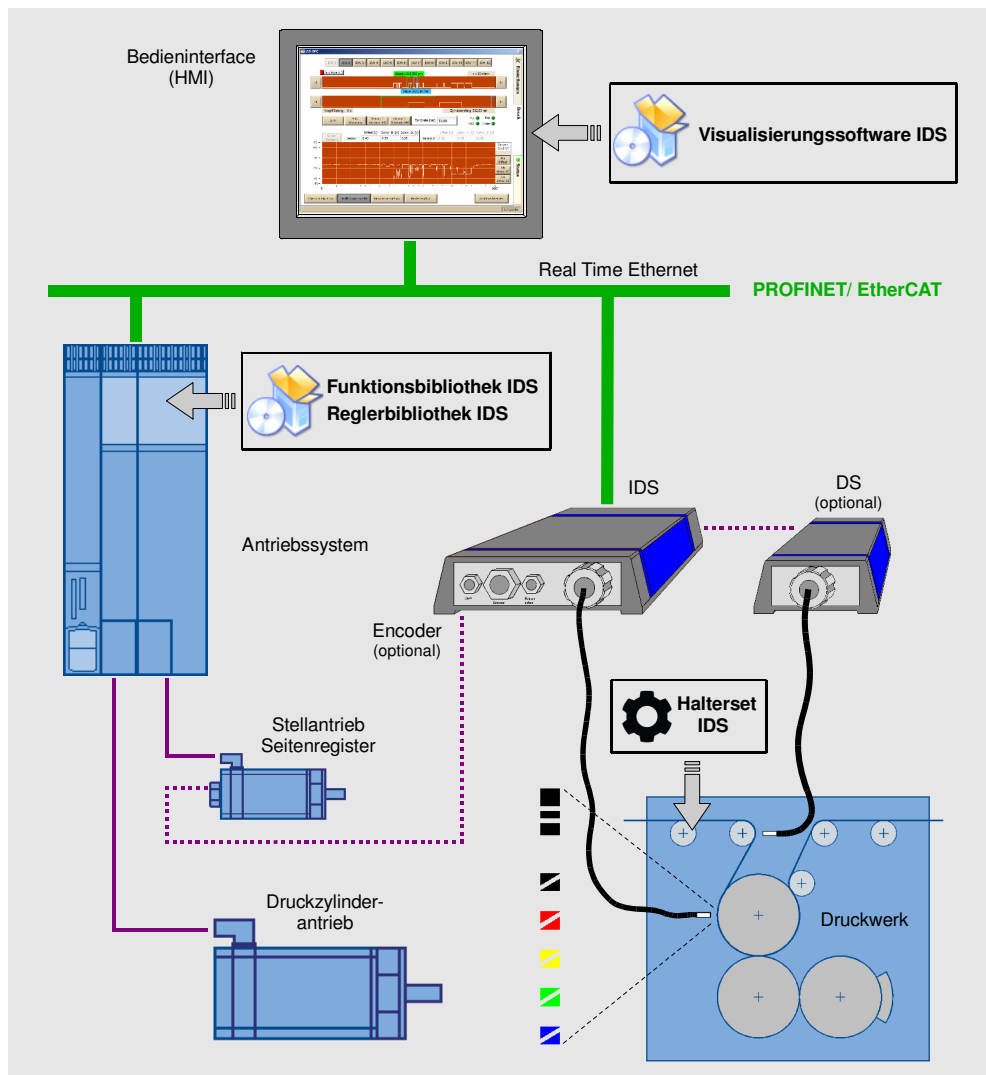 Bedieninterface
(HMI)
Visualisierungssoftware IDS
Real Time Ethernet
PROFINET/ EtherCAT
Funktionsbibliothek IDS
Reglerbibliothek IDS
IDS
DS
(optional)
Antriebssystem
Encoder
(optional)
Halterset
IDS
Stellantrieb
Seitenregister
Druckzylinder-
antrieb
Druckwerk